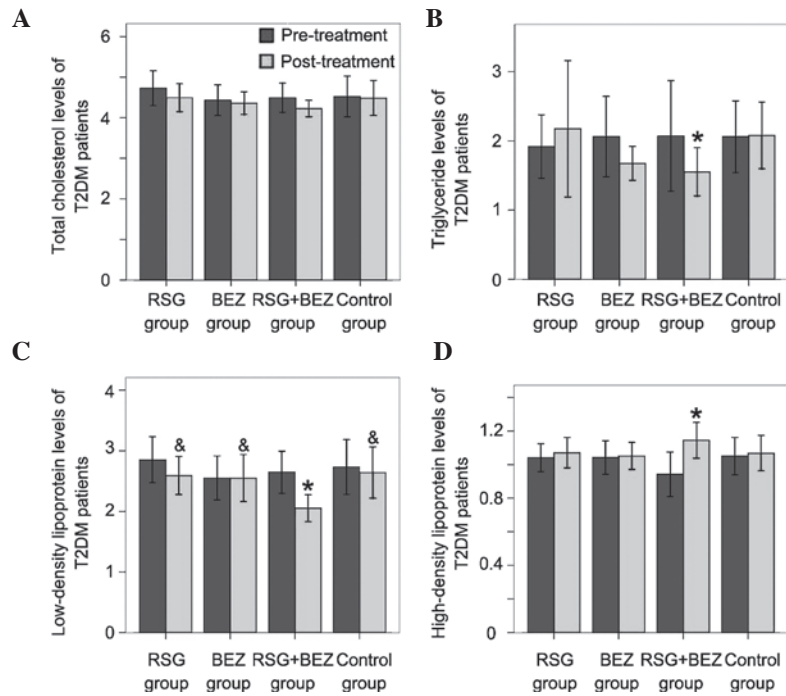 A
Total cholesterol levels of
T2DM patients
6
4
2
0
Pre-treatment
Post-treatment
RSG BEZ RSG+BEZ Control
group group group group
B
Triglyceride levels of
T2DM patients
3
2
1
0
*
RSG BEZ RSG+BEZ Control
group group group group
C
Low-density lipoprotein levels of
T2DM patients
4
3
2
1
0
& & * &
RSG BEZ RSG+BEZ Control
group group group group
D
High-density lipoprotein levels of
T2DM patients
1.2
1.0
0.4
0
*
RSG BEZ RSG+BEZ Control
group group group group